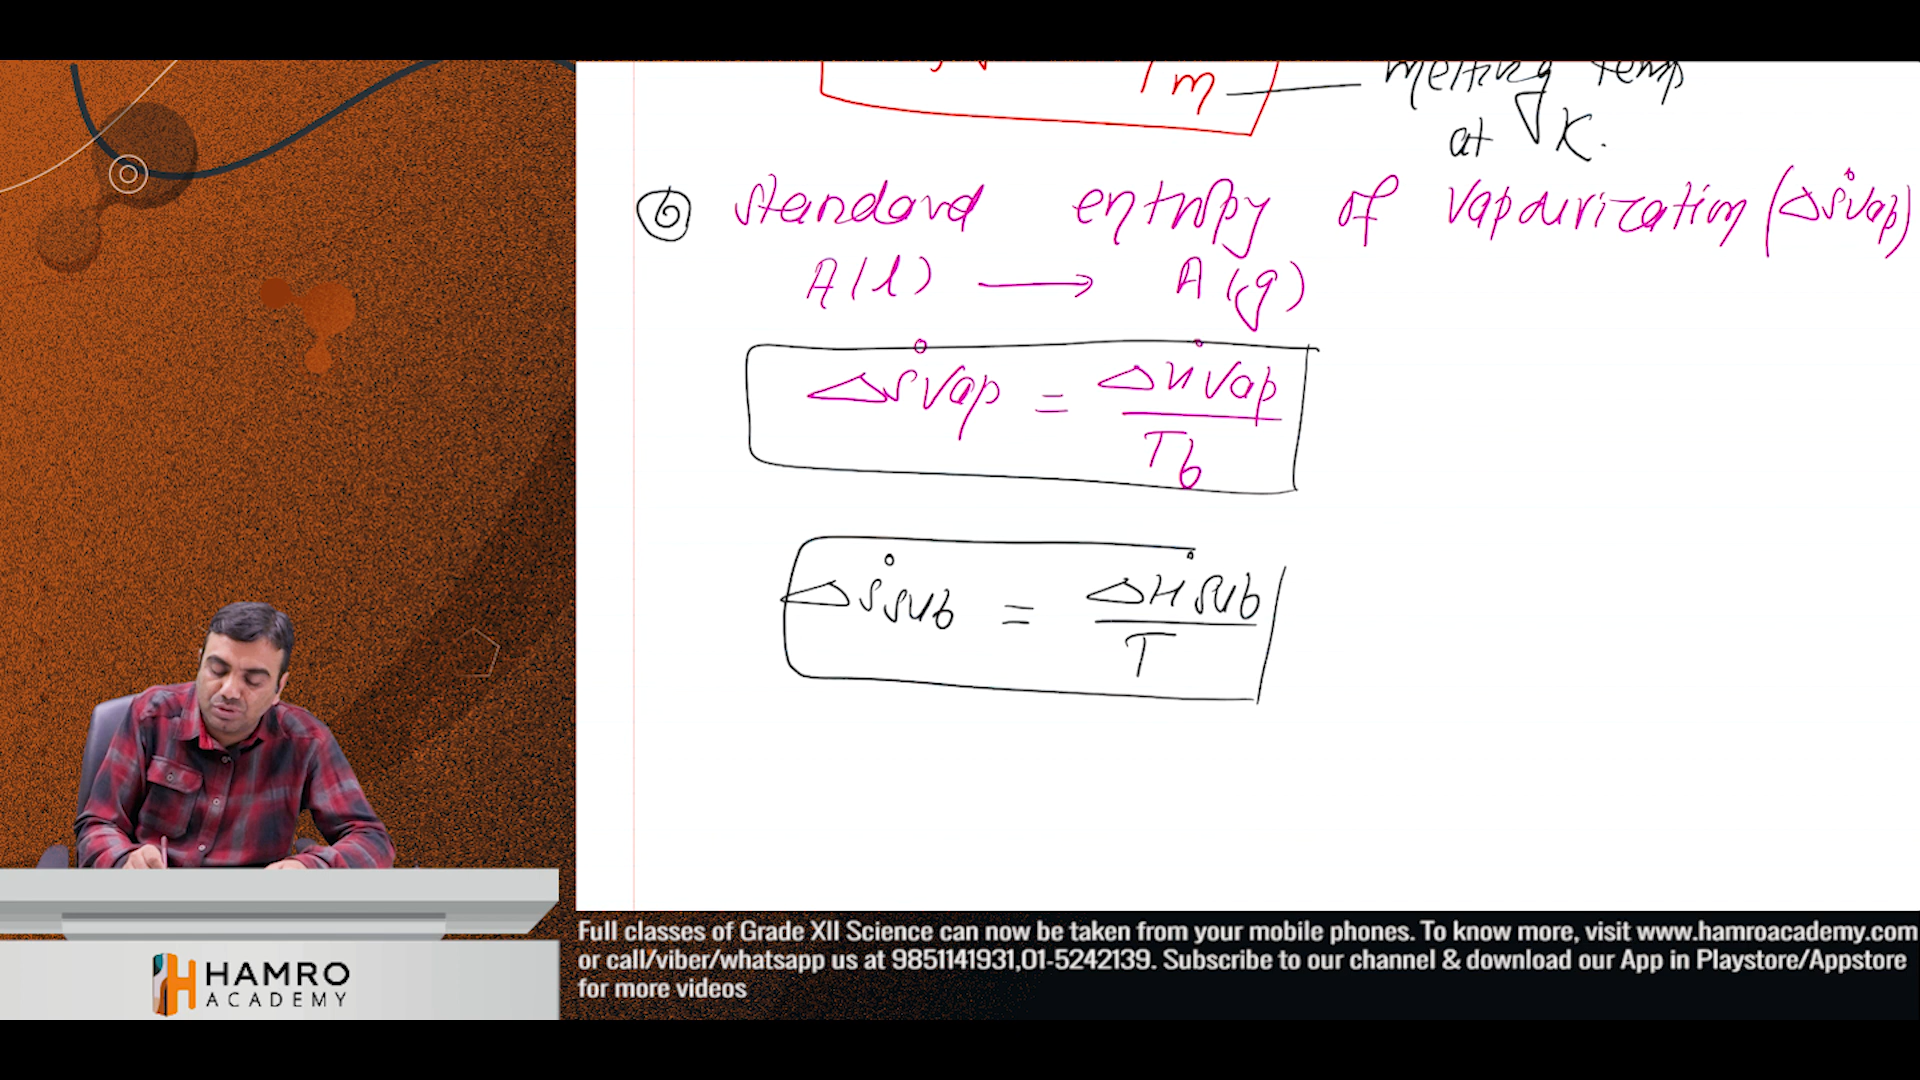 Tm — melting temp
at K.
(b) Standard entropy of vapourization (ΔS°vap)
A(l) → A(g)
ΔS°vap = ΔH°vap / Tb
ΔS°sub = ΔH°sub / T
Full classes of Grade XII Science can now be taken from your mobile phones. To know more, visit www.hamroacademy.com
or call/viber/whatsapp us at 9851141931,01-5242139. Subscribe to our channel & download our App in Playstore/Appstore
for more videos
HAMRO
ACADEMY